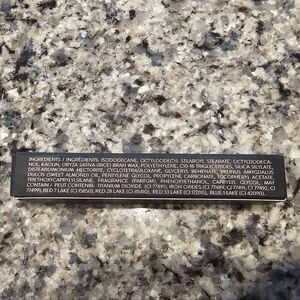 INGREDIENTS / INGRÉDIENTS: ISODODECANE, OCTYLDODECYL STEAROYL STEARATE, OCTYLDODECA-
NOL, KAOLIN, ORYZA SATIVA (RICE) BRAN WAX, POLYETHYLENE, C10-18 TRIGLYCERIDES, SILICA SILYLATE,
DISTEARDIMONIUM HECTORITE, CYCLOTETRASILOXANE, GLYCERYL BEHENATE, PRUNUS AMYGDALUS
DULCIS (SWEET ALMOND) OIL, PROPYLENE CARBONATE, TOCOPHERYL ACETATE,
TRIETHOXYCAPRYLYLSILANE, FRAGRANCE (PARFUM), PHENOXYETHANOL, CAPRYLYL GLYCOL, MAY
CONTAIN / PEUT CONTENIR: TITANIUM DIOXIDE (CI 77891), IRON OXIDES (CI 77489, CI 77491, CI 77492, CI
77499), RED 7 LAKE (CI 15850), RED 28 LAKE (CI 45410), RED 33 LAKE (CI 17200), BLUE 1 LAKE (CI 42090).